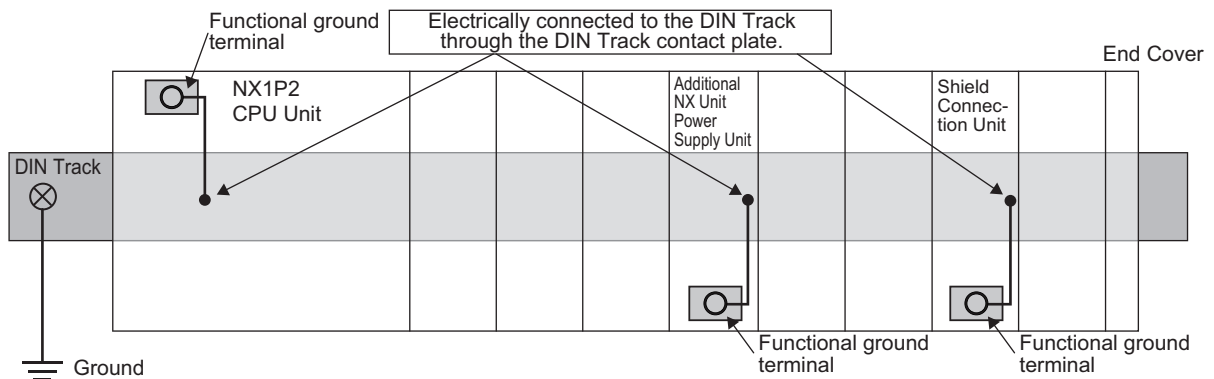 Functional ground
terminal
Electrically connected to the DIN Track
through the DIN Track contact plate.
End Cover
NX1P2
CPU Unit
Additional
NX Unit
Power
Supply Unit
Shield
Connec-
tion Unit
DIN Track
Functional ground
terminal
Functional ground
terminal
Ground